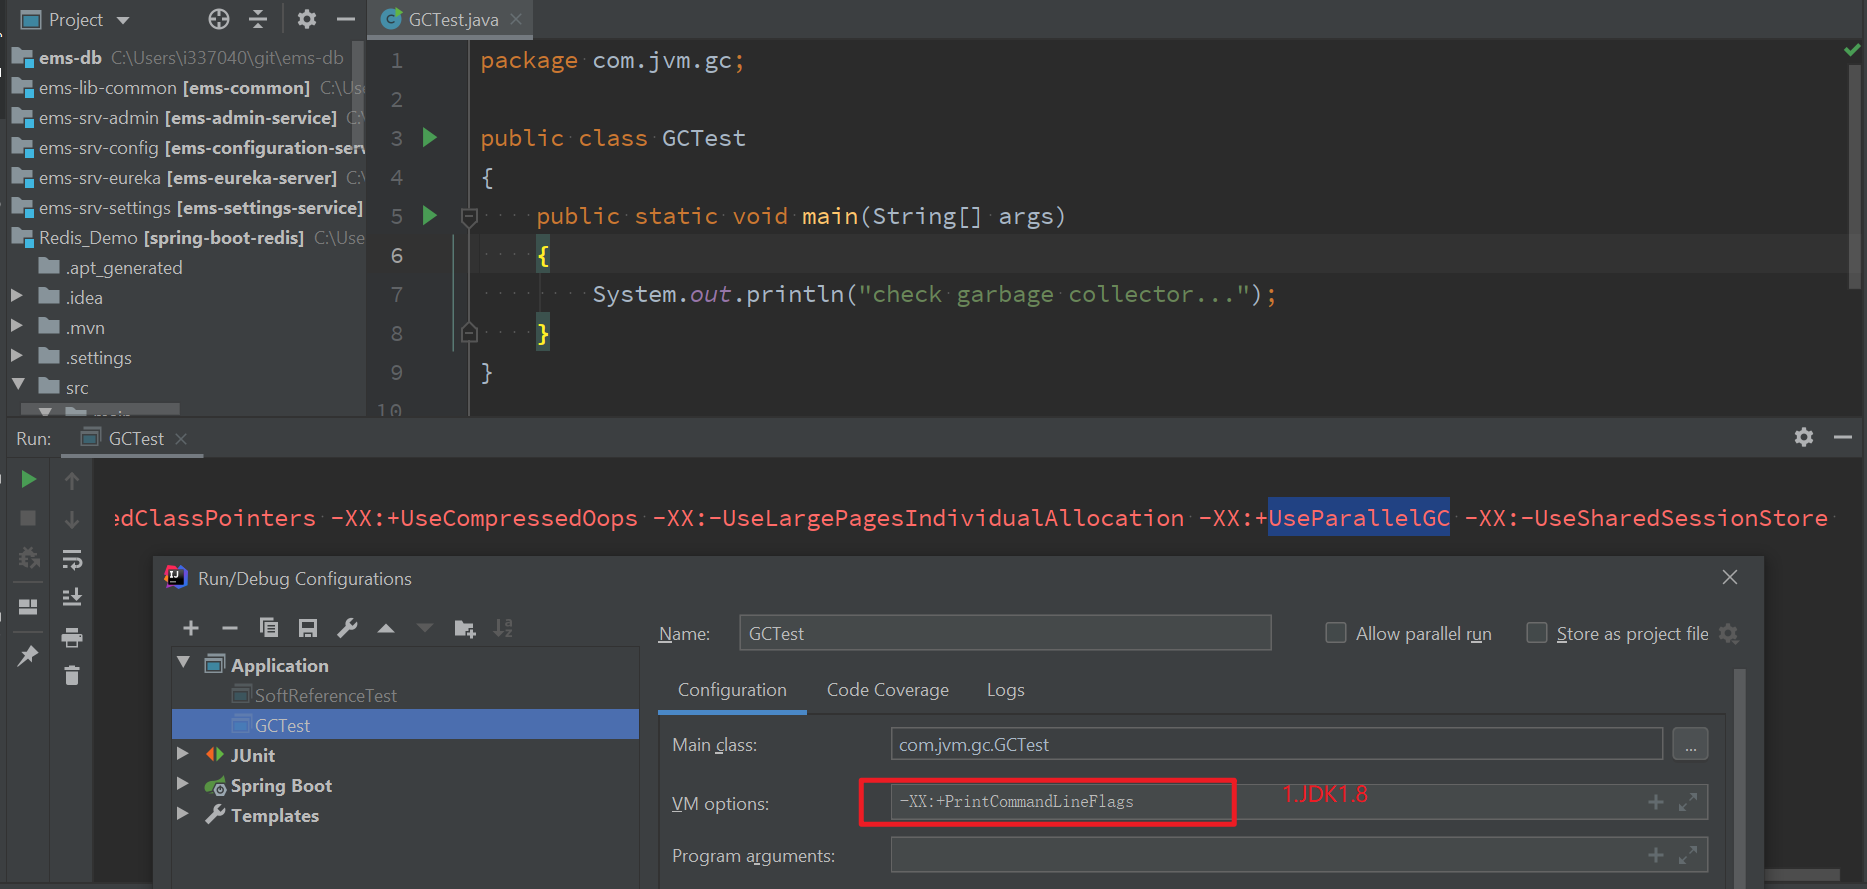 Project
GCTest.java
ems-db C:\Users\i337040\git\ems-db
ems-lib-common [ems-common] C:\Us
ems-srv-admin [ems-admin-service] C:\
ems-srv-config [ems-configuration-serv
ems-srv-eureka [ems-eureka-server] C:\
ems-srv-settings [ems-settings-service]
Redis_Demo [spring-boot-redis] C:\Use
.apt_generated
.idea
.mvn
.settings
src
main
1 package com.jvm.gc;
2
3 public class GCTest
4 {
5 public static void main(String[] args)
6 {
7 System.out.println("check garbage collector...");
8 }
9 }
10
Run: GCTest
edClassPointers -XX:+UseCompressedOops -XX:-UseLargePagesIndividualAllocation -XX:+UseParallelGC -XX:-UseSharedSessionStore
Run/Debug Configurations
Application
SoftReferenceTest
GCTest
JUnit
Spring Boot
Templates
Name: GCTest
Allow parallel run
Store as project file
Configuration Code Coverage Logs
Main class: com.jvm.gc.GCTest ...
VM options: -XX:+PrintCommandLineFlags 1.JDK1.8
Program arguments: